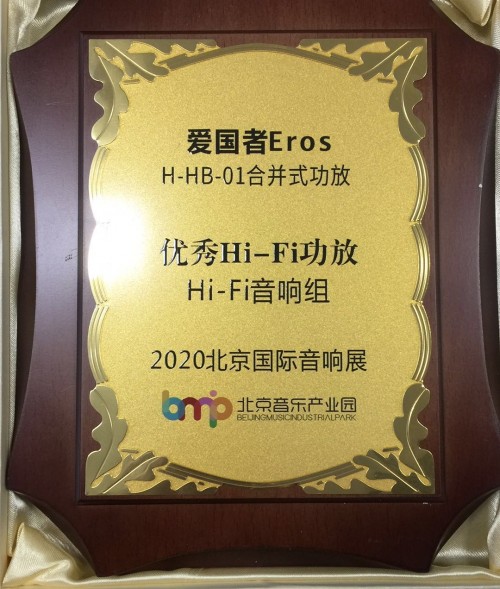 爱国者Eros
H-HB-01合并式功放
优秀Hi-Fi功放
Hi-Fi音响组
2020北京国际音响展
bmip 北京音乐产业园
BEIJINGMUSICINDUSTRIALPARK